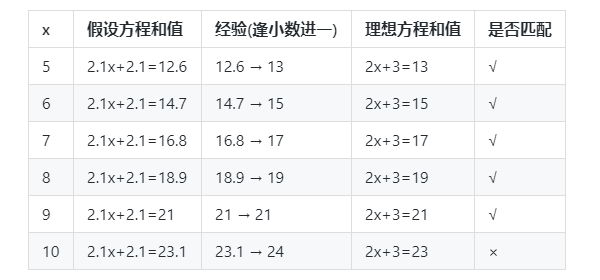 x 假设方程和值 经验(逢小数进一) 理想方程和值 是否匹配
5 2.1x+2.1=12.6 12.6 → 13 2x+3=13 √
6 2.1x+2.1=14.7 14.7 → 15 2x+3=15 √
7 2.1x+2.1=16.8 16.8 → 17 2x+3=17 √
8 2.1x+2.1=18.9 18.9 → 19 2x+3=19 √
9 2.1x+2.1=21 21 → 21 2x+3=21 √
10 2.1x+2.1=23.1 23.1 → 24 2x+3=23 ×